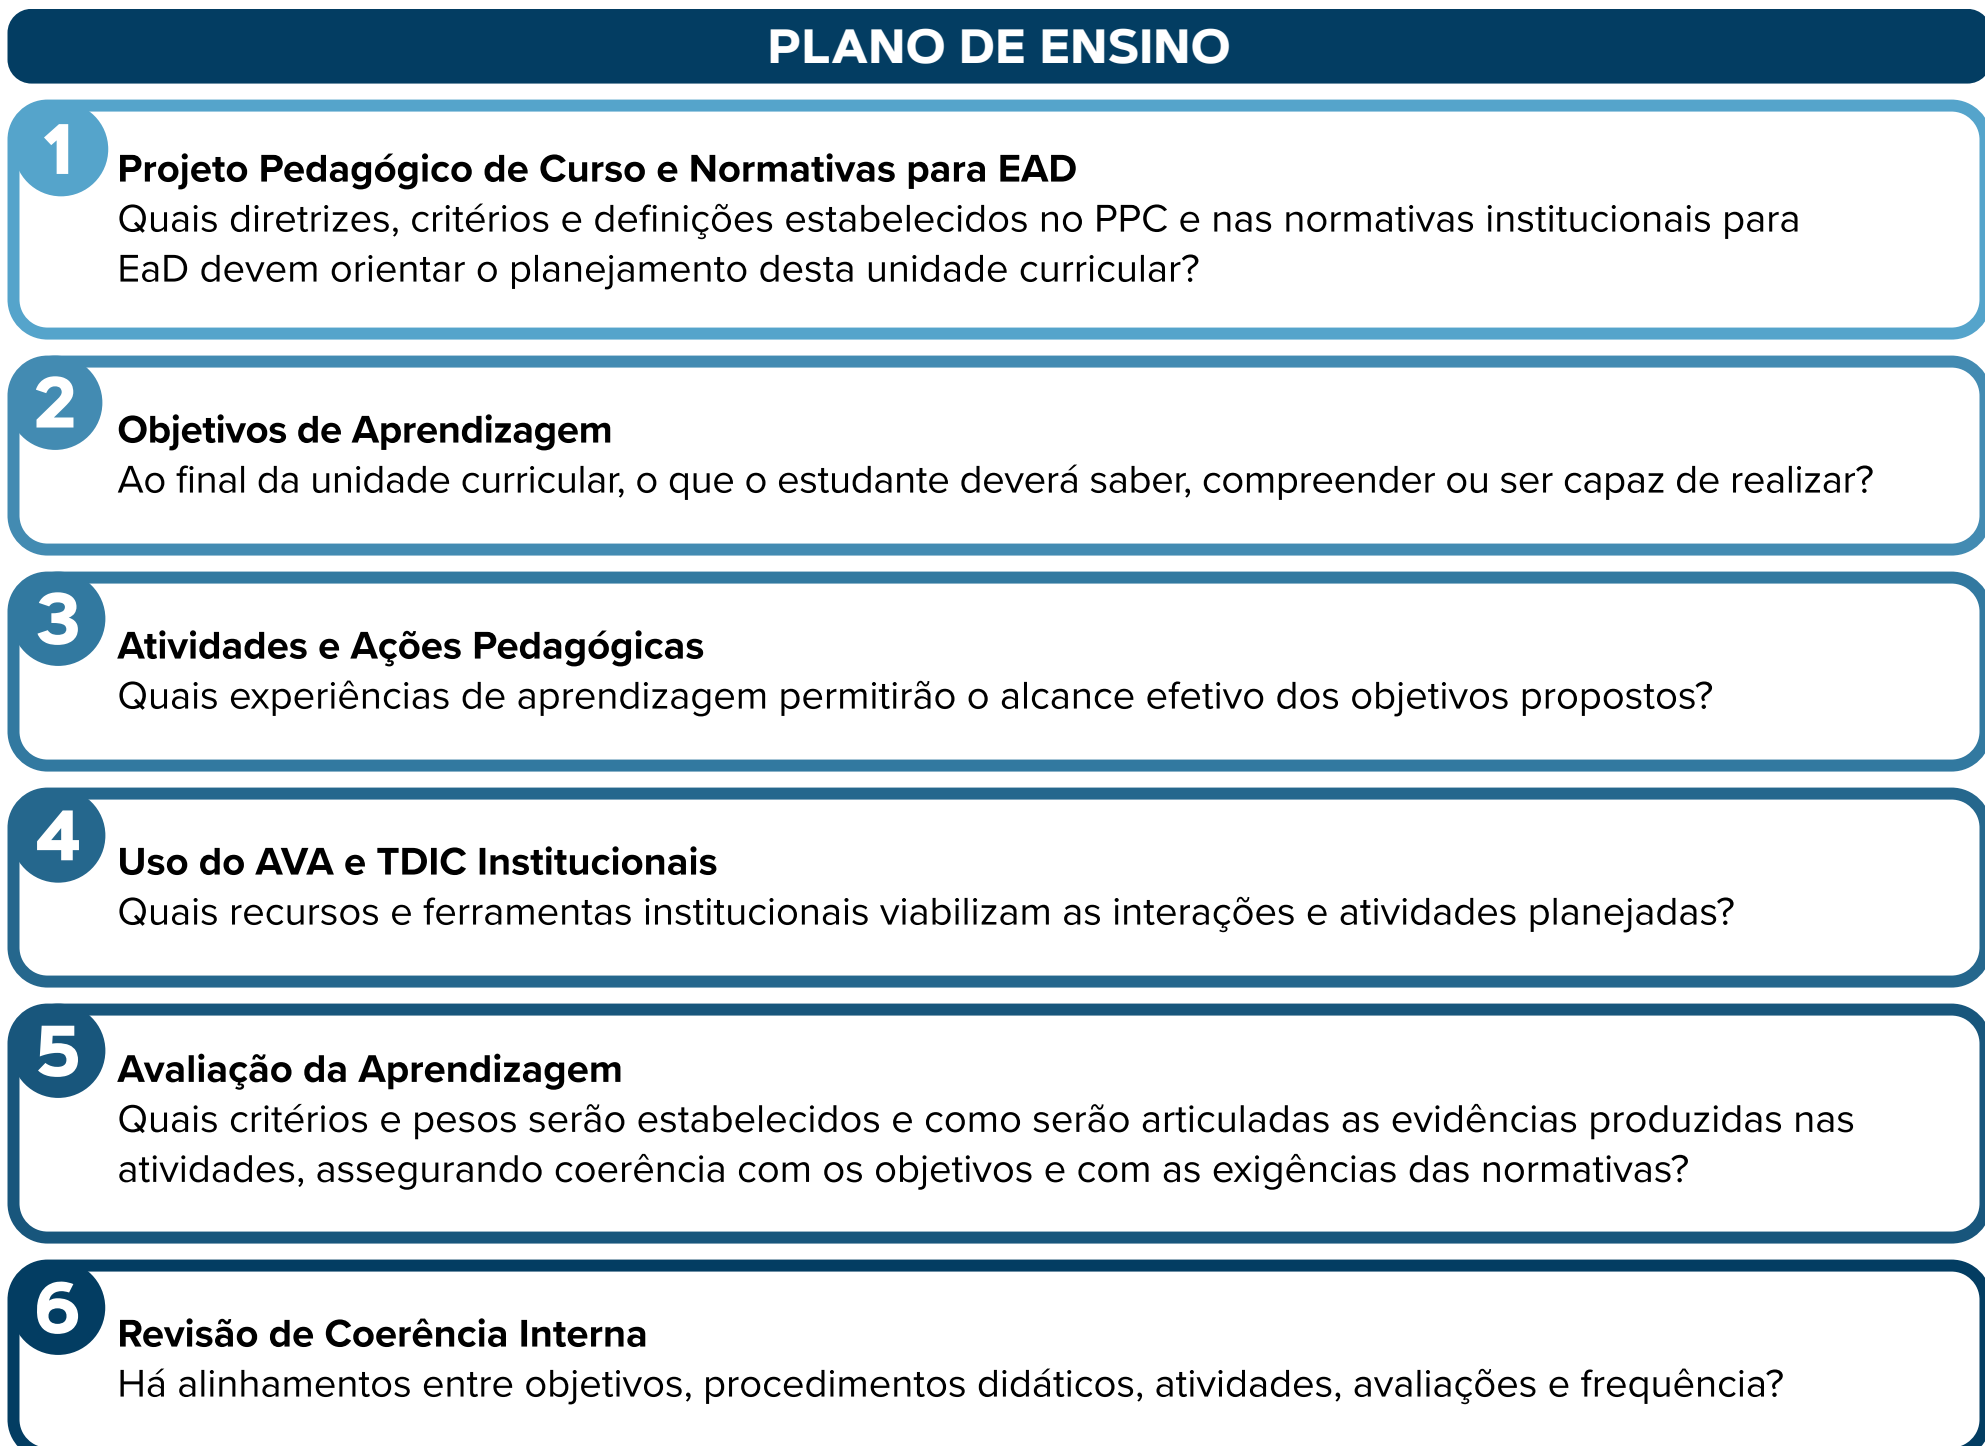 PLANO DE ENSINO
1
Projeto Pedagógico de Curso e Normativas para EAD
Quais diretrizes, critérios e definições estabelecidos no PPC e nas normativas institucionais para
EaD devem orientar o planejamento desta unidade curricular?
2
Objetivos de Aprendizagem
Ao final da unidade curricular, o que o estudante deverá saber, compreender ou ser capaz de realizar?
3
Atividades e Ações Pedagógicas
Quais experiências de aprendizagem permitirão o alcance efetivo dos objetivos propostos?
4
Uso do AVA e TDIC Institucionais
Quais recursos e ferramentas institucionais viabilizam as interações e atividades planejadas?
5
Avaliação da Aprendizagem
Quais critérios e pesos serão estabelecidos e como serão articuladas as evidências produzidas nas
atividades, assegurando coerência com os objetivos e com as exigências das normativas?
6
Revisão de Coerência Interna
Há alinhamentos entre objetivos, procedimentos didáticos, atividades, avaliações e frequência?